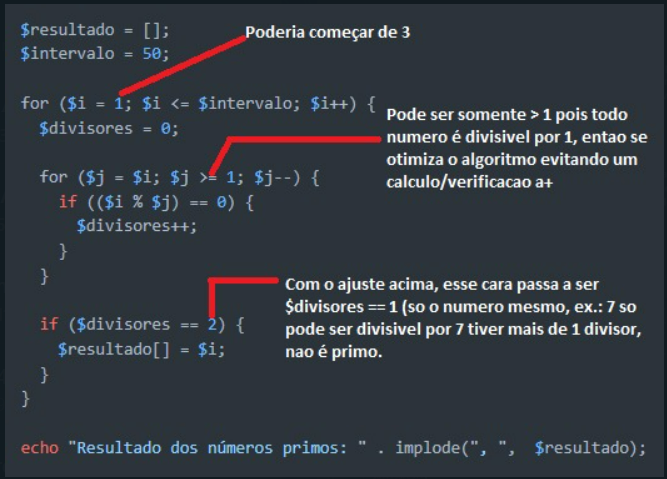 $resultado = [];
Poderia começar de 3
$intervalo = 50;
for ($i = 1; $i <= $intervalo; $i++) {
$divisores = 0;
Pode ser somente > 1 pois todo
numero é divisivel por 1, entao se
otimiza o algoritmo evitando um
calculo/verificacao a+
for ($j = $i; $j >= 1; $j--) {
if (($i % $j) == 0) {
$divisores++;
}
}
Com o ajuste acima, esse cara passa a ser
$divisores == 1 (so o numero mesmo, ex.: 7 so
pode ser divisivel por 7 tiver mais de 1 divisor,
nao é primo.
if ($divisores == 2) {
$resultado[] = $i;
}
}
echo "Resultado dos números primos: " . implode(", ", $resultado);